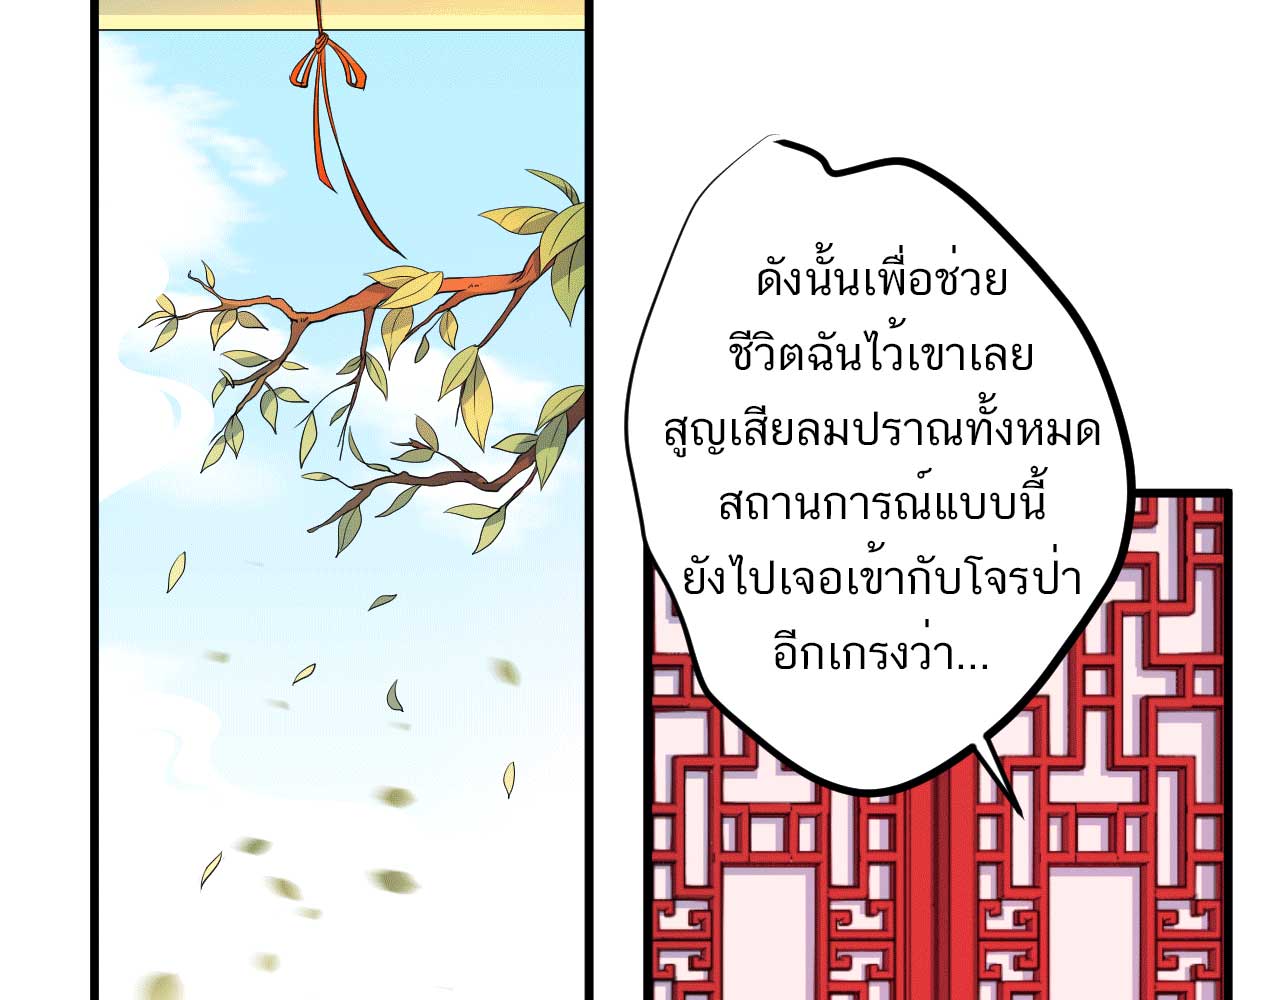 ดังนั้นเพื่อช่วย
ชีวิตฉันไว้เขาเลย
สูญเสียลมปราณทั้งหมด
สถานการณ์แบบนี้
ยังไปเจอเข้ากับโจรป่า
อีกเกรงว่า...